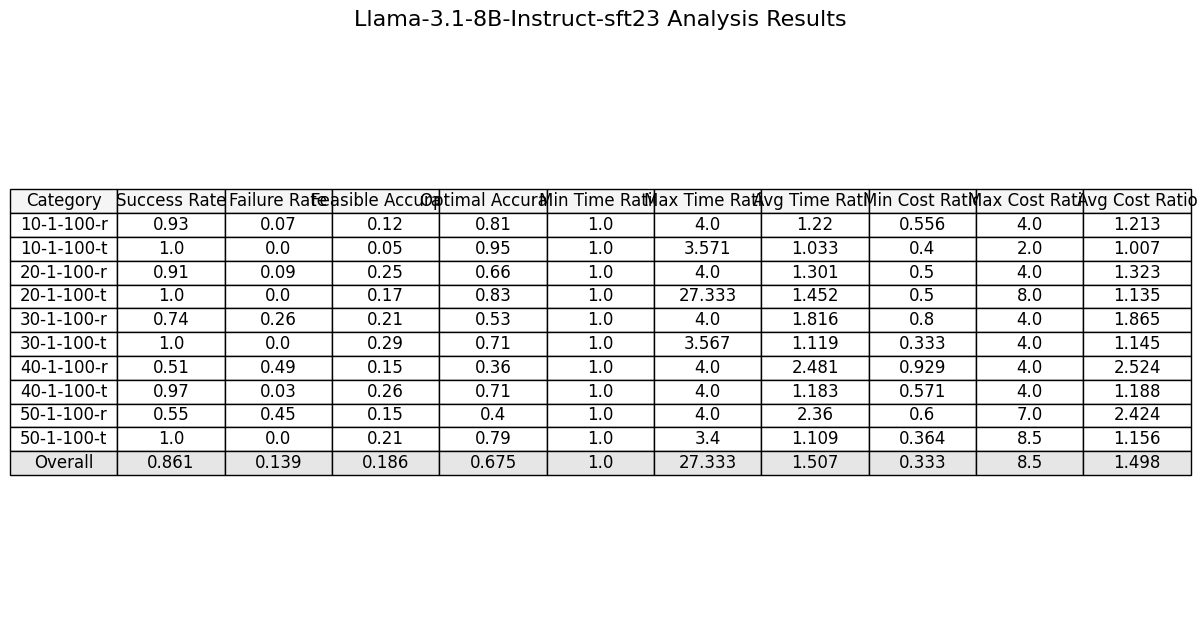 Llama-3.1-8B-Instruct-sft23 Analysis Results
Category Success Rate Failure Rate Feasible Accura Optimal Accura Min Time Rati Max Time Rati Avg Time Rati Min Cost Rati Max Cost Rati Avg Cost Ratio
10-1-100-r 0.93 0.07 0.12 0.81 1.0 4.0 1.22 0.556 4.0 1.213
10-1-100-t 1.0 0.0 0.05 0.95 1.0 3.571 1.033 0.4 2.0 1.007
20-1-100-r 0.91 0.09 0.25 0.66 1.0 4.0 1.301 0.5 4.0 1.323
20-1-100-t 1.0 0.0 0.17 0.83 1.0 27.333 1.452 0.5 8.0 1.135
30-1-100-r 0.74 0.26 0.21 0.53 1.0 4.0 1.816 0.8 4.0 1.865
30-1-100-t 1.0 0.0 0.29 0.71 1.0 3.567 1.119 0.333 4.0 1.145
40-1-100-r 0.51 0.49 0.15 0.36 1.0 4.0 2.481 0.929 4.0 2.524
40-1-100-t 0.97 0.03 0.26 0.71 1.0 4.0 1.183 0.571 4.0 1.188
50-1-100-r 0.55 0.45 0.15 0.4 1.0 4.0 2.36 0.6 7.0 2.424
50-1-100-t 1.0 0.0 0.21 0.79 1.0 3.4 1.109 0.364 8.5 1.156
Overall 0.861 0.139 0.186 0.675 1.0 27.333 1.507 0.333 8.5 1.498